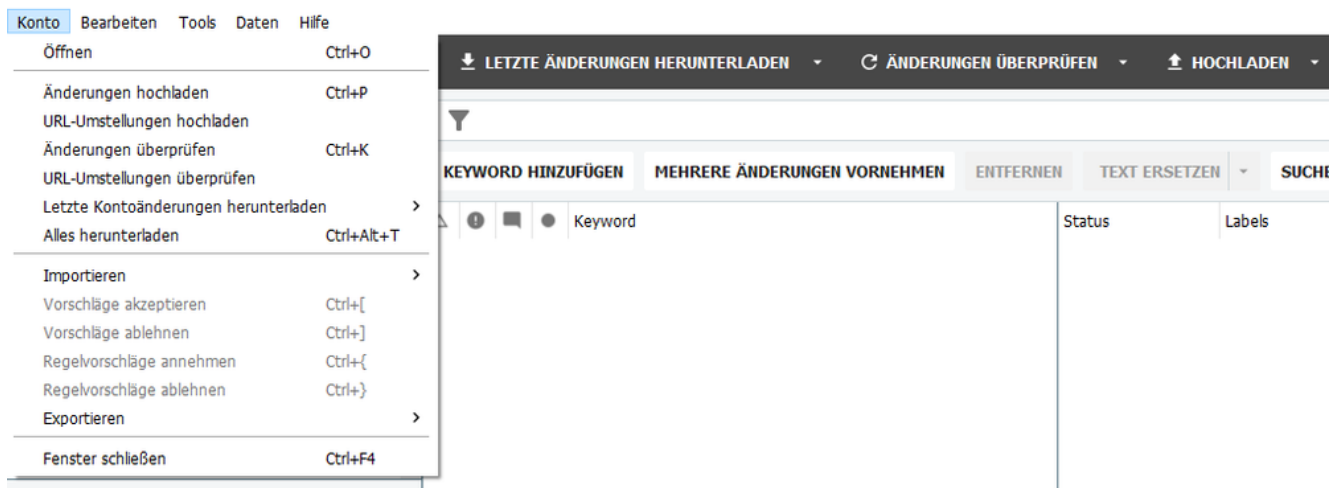 Konto Bearbeiten Tools Daten Hilfe
Öffnen Ctrl+O
Änderungen hochladen Ctrl+P
URL-Umstellungen hochladen
Änderungen überprüfen Ctrl+K
URL-Umstellungen überprüfen
Letzte Kontoänderungen herunterladen
Alles herunterladen Ctrl+Alt+T
Importieren
Vorschläge akzeptieren Ctrl+[
Vorschläge ablehnen Ctrl+]
Regelvorschläge annehmen Ctrl+{
Regelvorschläge ablehnen Ctrl+}
Exportieren
Fenster schließen Ctrl+F4
LETZTE ÄNDERUNGEN HERUNTERLADEN ÄNDERUNGEN ÜBERPRÜFEN HOCHLADEN
KEYWORD HINZUFÜGEN MEHRERE ÄNDERUNGEN VORNEHMEN ENTFERNEN TEXT ERSETZEN SUCHE
Keyword Status Labels